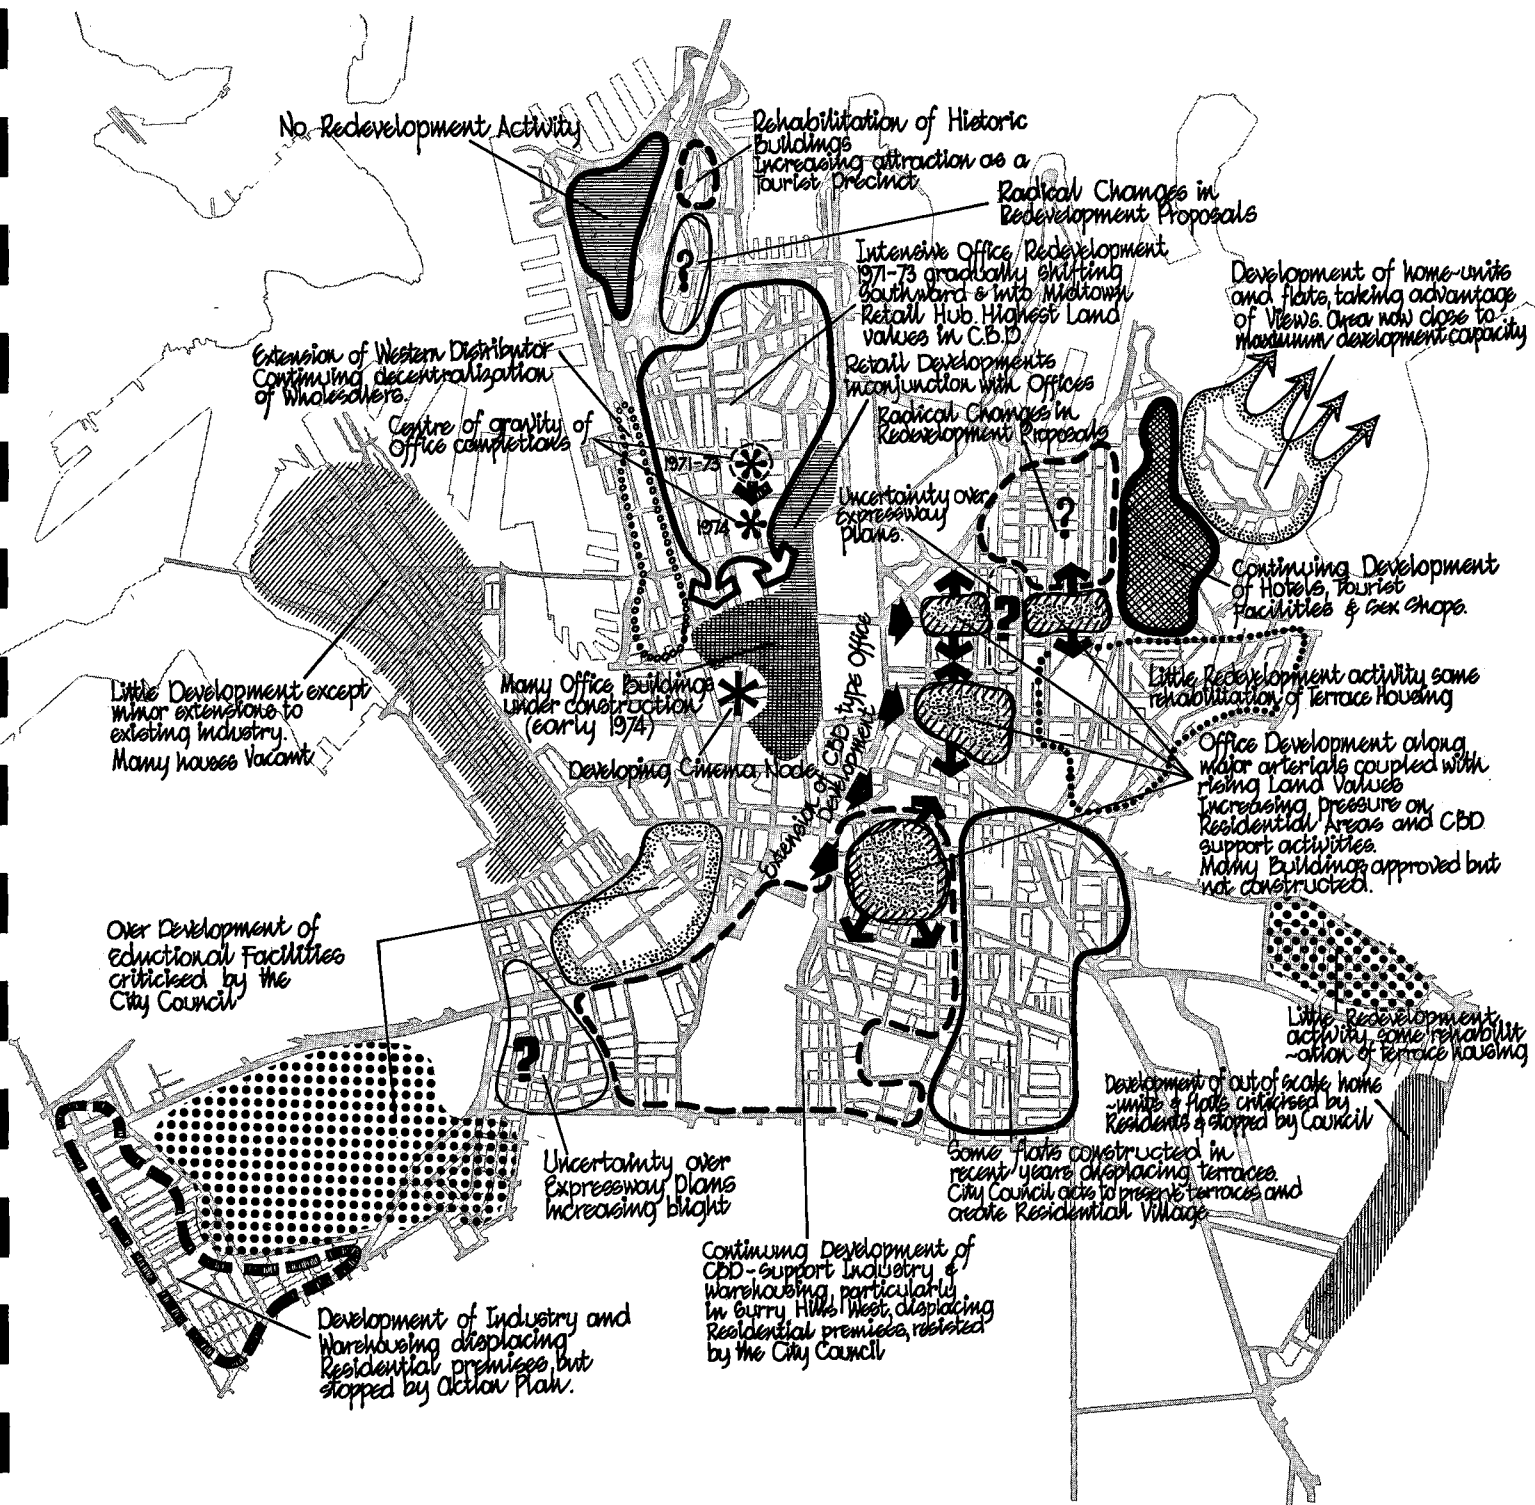 No Redevelopment Activity
Rehabilitation of Historic
Buildings
Increasing attraction as a
Tourist Precinct
Radical Changes in
Redevelopment Proposals
Intensive Office Redevelopment
1971-73 gradually shifting
Southward & into Midtown
Retail Hub. Highest Land
values in C.B.D.
Development of home-units
and flats, taking advantage
of Views. Area now close to
maximum development capacity
Extension of Western Distributor
Continuing decentralization
of Wholesalers.
Retail Developments
inconjunction with Offices
Centre of gravity of
Office completions
1971-73
1974
Radical Changes in
Redevelopment Proposals
?
?
Uncertainty over
Expressway
Plans.
?
Continuing Development
of Hotels, Tourist
Facilities & Sex Shops.
Little Development except
minor extensions to
existing Industry.
Many houses Vacant
Many Office Buildings
under construction
(early 1974)
Developing Cinema Node
Extension of CBD type Office
Development
Little Redevelopment activity some
rehabilitation of Terrace Housing
Office Development along
major arterials coupled with
rising Land Values
Increasing pressure on
Residential Areas and CBD
support activities.
Many Buildings approved but
not constructed.
Over Development of
Eductional Facilities
criticised by the
City Council
?
Little Redevelopment
activity, some rehabilit
-ation of Terrace housing
Development of out of scale home
-units & flats criticised by
Residents & stopped by Council
Uncertainty over
Expressway Plans
increasing blight
Some flats constructed in
recent years displacing terraces.
City Council acts to preserve terraces and
create Residential Village
Continuing Development of
CBD-Support Industry &
warehousing, particularly
in Surry Hills West, displacing
Residential premises, resisted
by the City Council
Development of Industry and
Warehousing displacing
Residential premises, but
stopped by Action Plan.